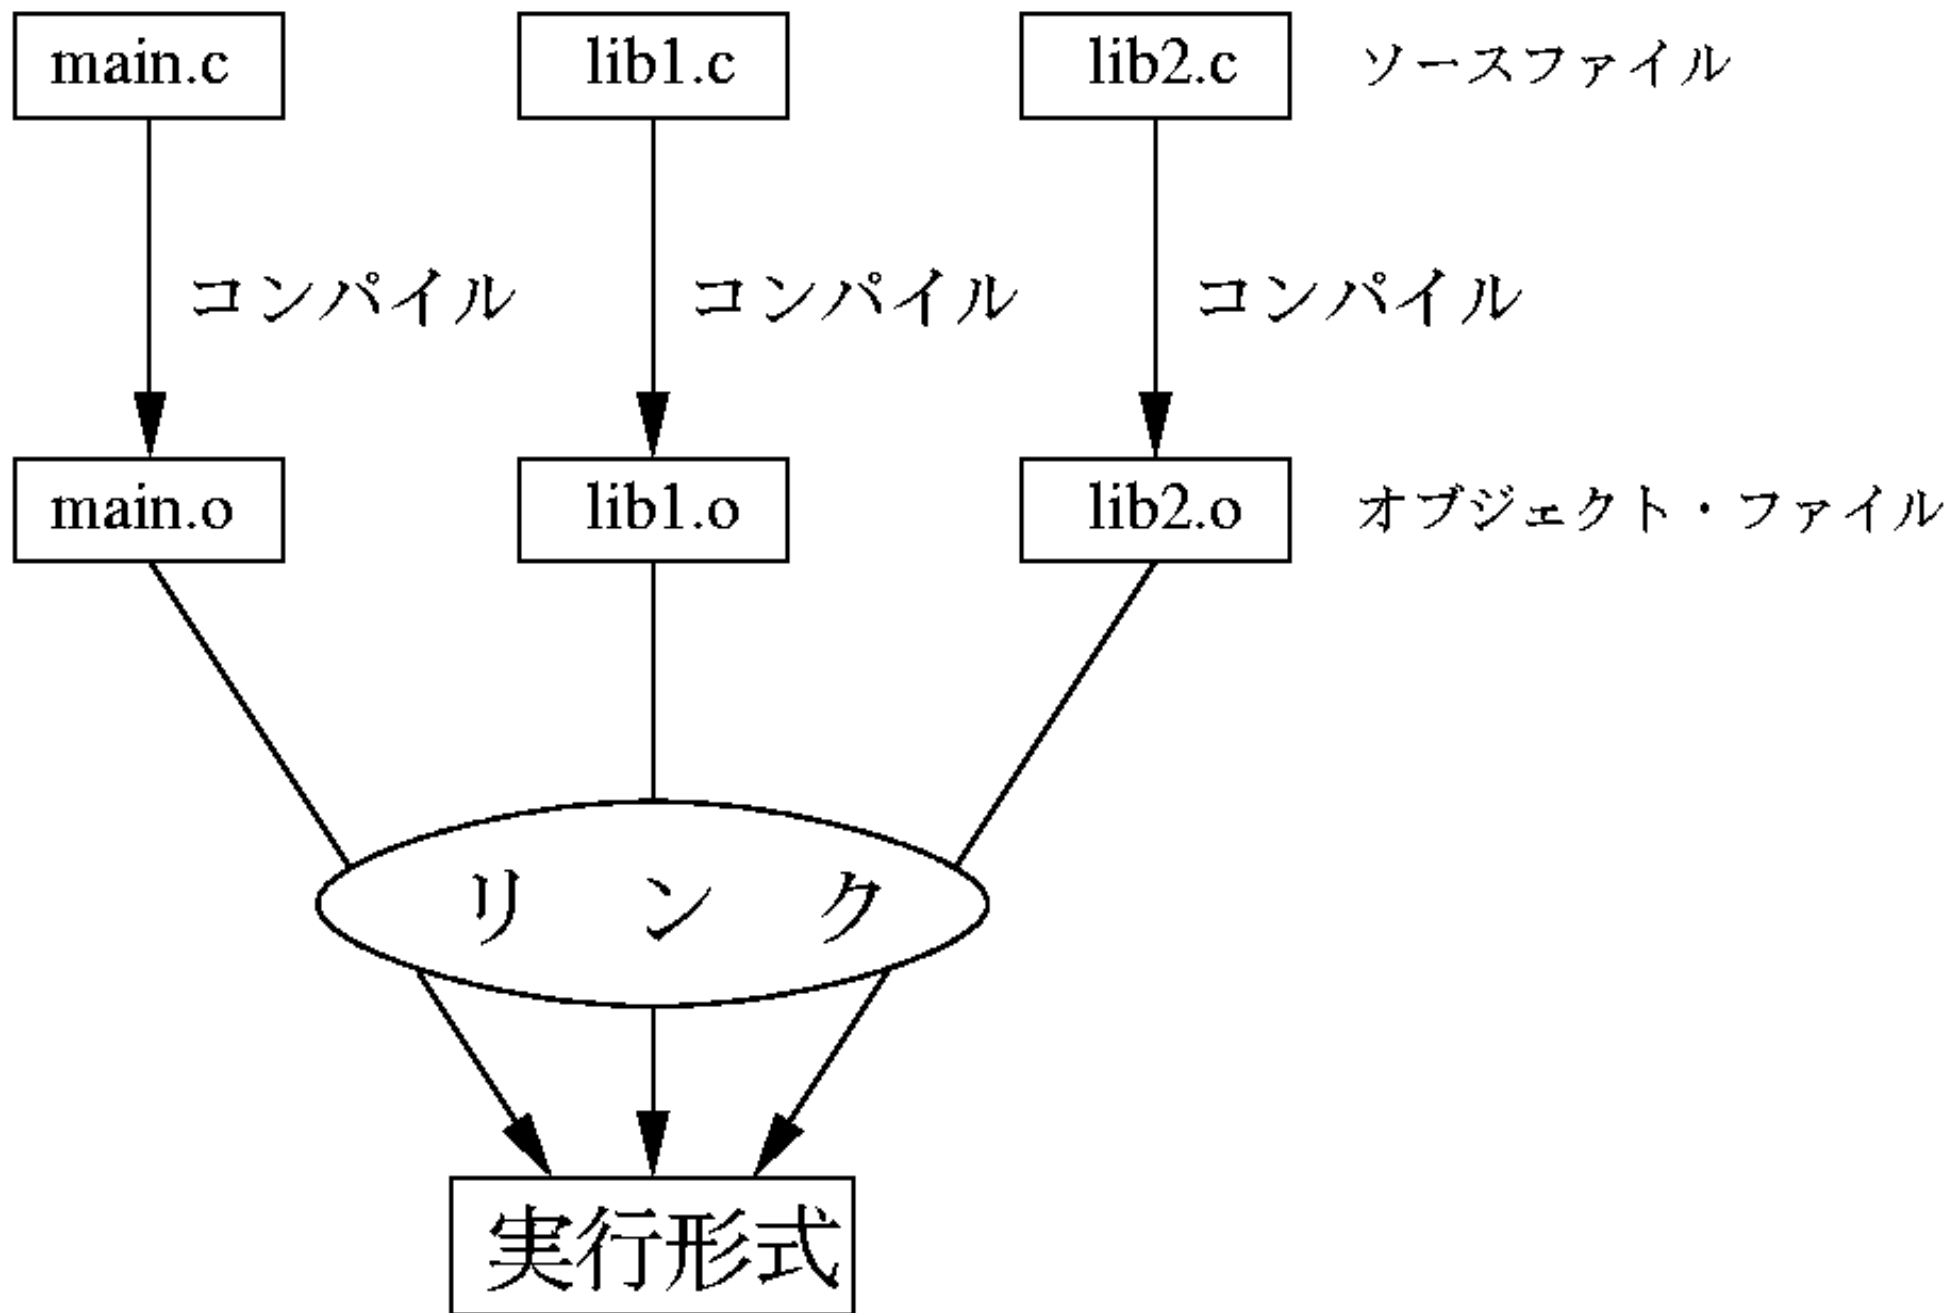 main.c
lib1.c
lib2.c
ソースファイル
コンパイル
コンパイル
コンパイル
main.o
lib1.o
lib2.o
オブジェクト・ファイル
リンク
実行形式